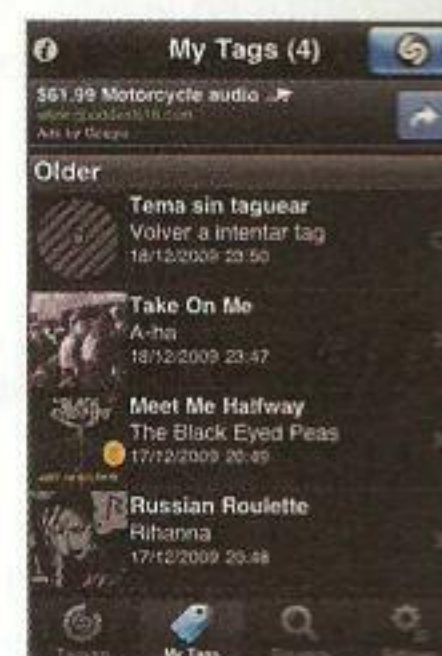 My Tags (4)
$61.99 Motorcycle audio
Ads by Google
Older
Tema sin taguear
Volver a intentar tag
18/12/2009 23:50
Take On Me
A-ha
18/12/2009 23:47
Meet Me Halfway
The Black Eyed Peas
17/12/2009 20:49
Russian Roulette
Rihanna
17/12/2009 20:48
My Tags